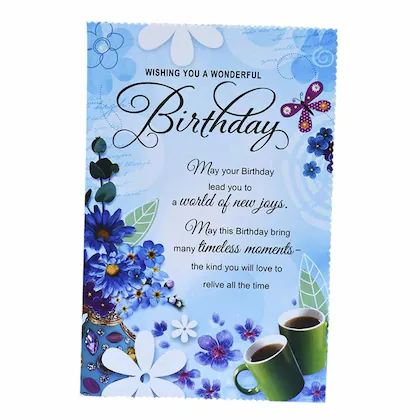 WISHING YOU A WONDERFUL
Birthday
May your Birthday
lead you to
a world of new joys.
May this Birthday bring
many timeless moments-
the kind you will love to
relive all the time